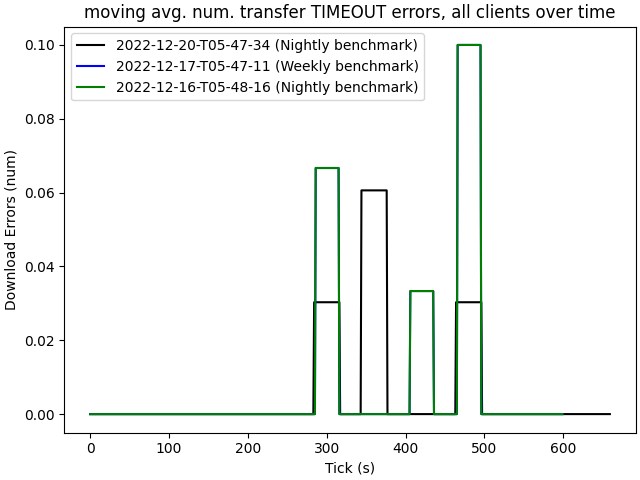 moving avg. num. transfer TIMEOUT errors, all clients over time
2022-12-20-T05-47-34 (Nightly benchmark)
2022-12-17-T05-47-11 (Weekly benchmark)
2022-12-16-T05-48-16 (Nightly benchmark)
Download Errors (num)
0.10
0.08
0.06
0.04
0.02
0.00
0 100 200 300 400 500 600
Tick (s)